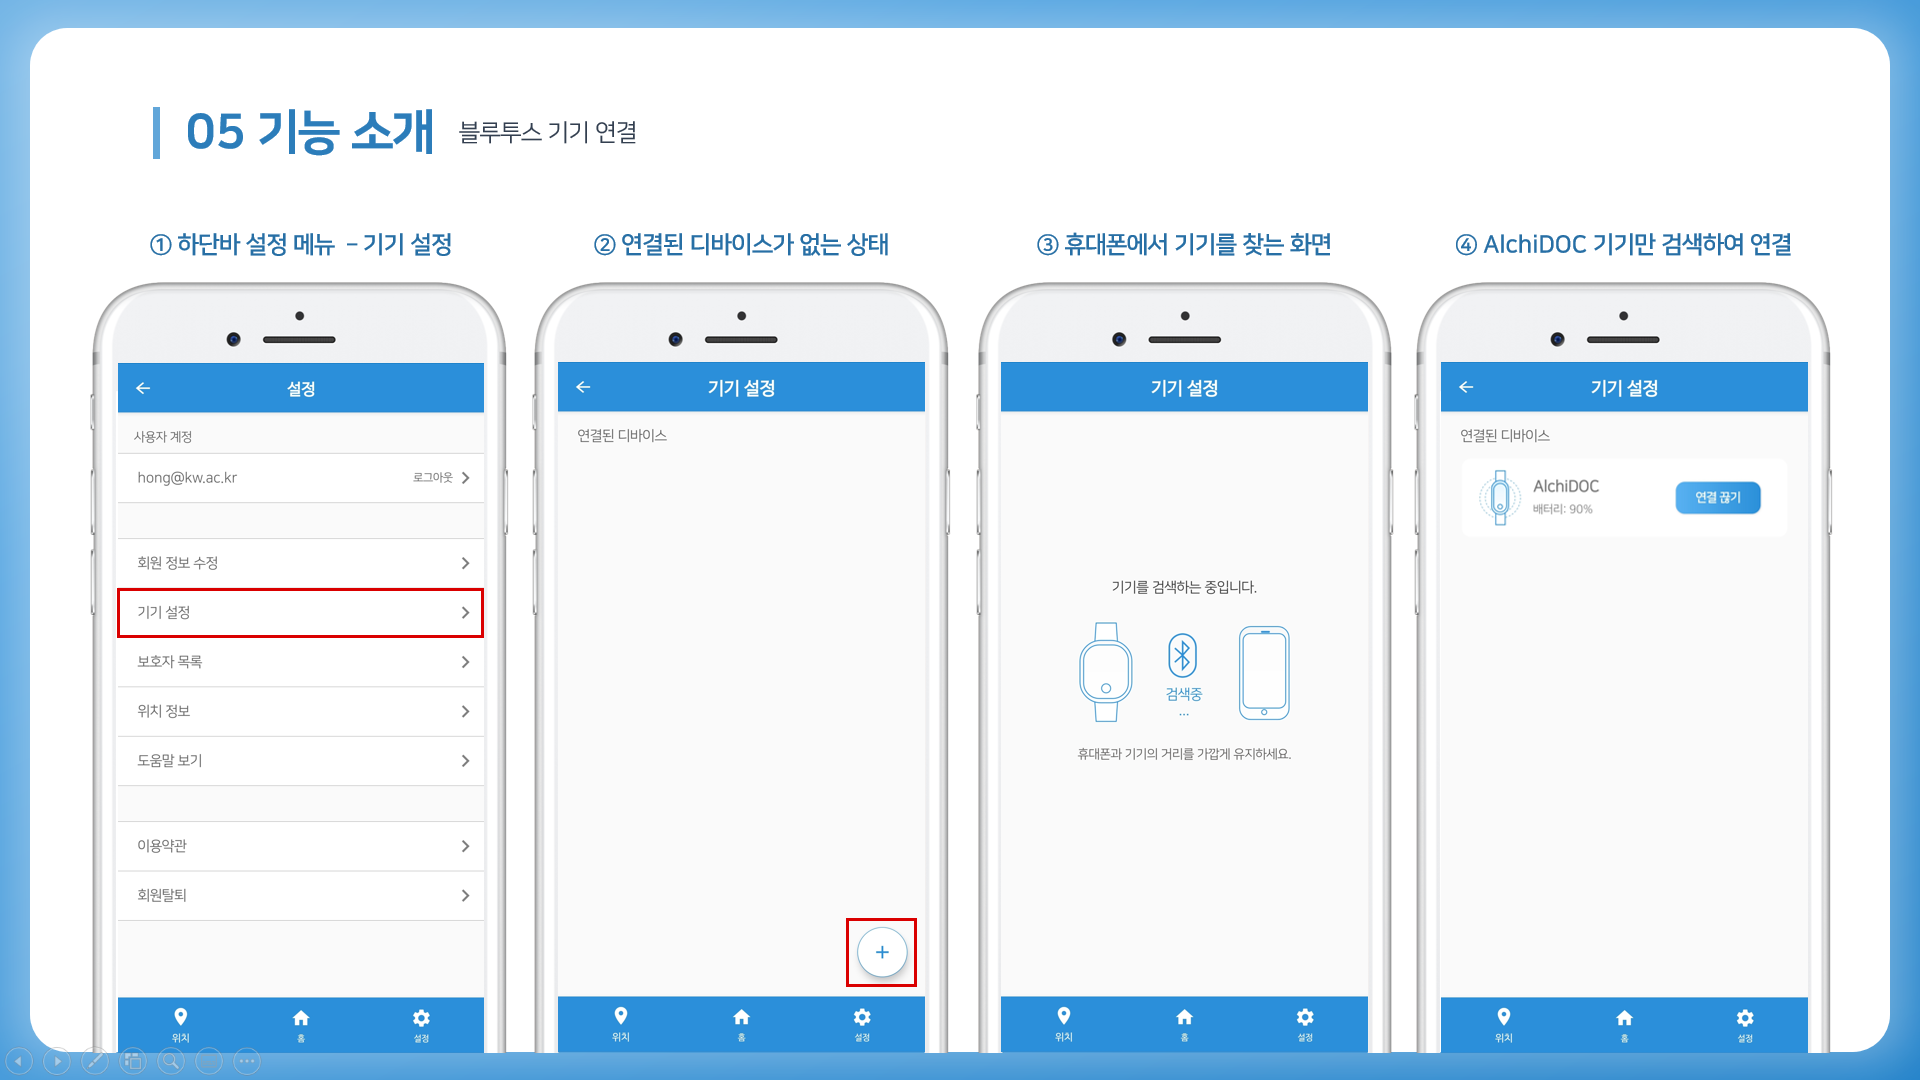 05 기능 소개 블루투스 기기 연결
① 하단바 설정 메뉴 - 기기 설정
설정
사용자 계정
hong@kw.ac.kr 로그아웃
회원 정보 수정
기기 설정
보호자 목록
위치 정보
도움말 보기
이용약관
회원탈퇴
위치 홈 설정
② 연결된 디바이스가 없는 상태
기기 설정
연결된 디바이스
+
위치 홈 설정
③ 휴대폰에서 기기를 찾는 화면
기기 설정
기기를 검색하는 중입니다.
검색중
...
휴대폰과 기기의 거리를 가깝게 유지하세요.
위치 홈 설정
④ AlchiDOC 기기만 검색하여 연결
기기 설정
연결된 디바이스
AlchiDOC
배터리: 90%
연결 끊기
위치 홈 설정